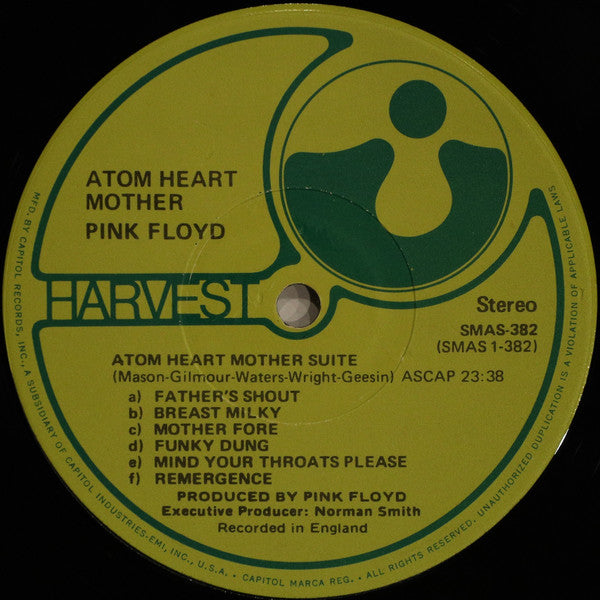 ATOM HEART
MOTHER
PINK FLOYD
HARVEST
Stereo
SMAS-382
(SMAS 1-382)
ATOM HEART MOTHER SUITE
(Mason-Gilmour-Waters-Wright-Geesin) ASCAP 23:38
a) FATHER'S SHOUT
b) BREAST MILKY
c) MOTHER FORE
d) FUNKY DUNG
e) MIND YOUR THROATS PLEASE
f) REMERGENCE
PRODUCED BY PINK FLOYD
Executive Producer: Norman Smith
Recorded in England
MFD. BY CAPITOL RECORDS, INC., A SUBSIDIARY OF CAPITOL INDUSTRIES-EMI, INC., U.S.A. • CAPITOL MARCA REG. • ALL RIGHTS RESERVED. UNAUTHORIZED DUPLICATION IS A VIOLATION OF APPLICABLE LAWS